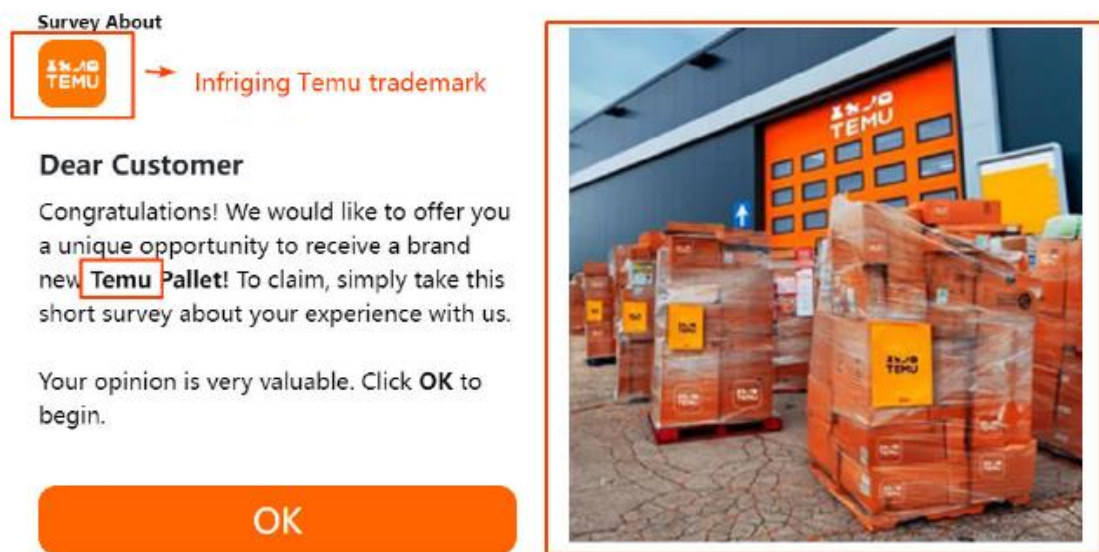 Survey About
TEMU
Infriging Temu trademark
Dear Customer
Congratulations! We would like to offer you
a unique opportunity to receive a brand
new Temu Pallet! To claim, simply take this
short survey about your experience with us.
Your opinion is very valuable. Click OK to
begin.
OK
TEMU
TEMU